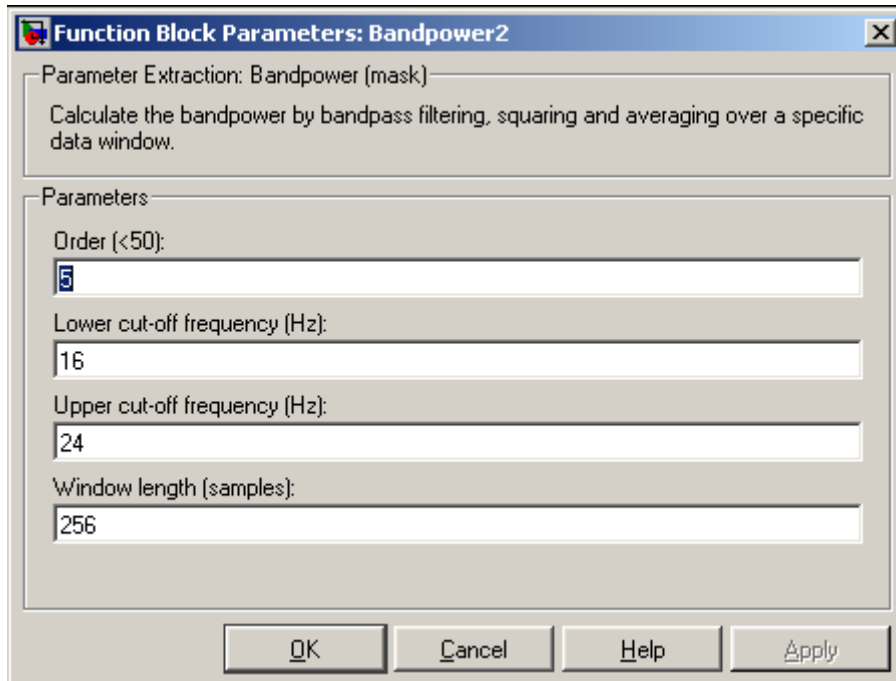 Function Block Parameters: Bandpower2
Parameter Extraction: Bandpower (mask)
Calculate the bandpower by bandpass filtering, squaring and averaging over a specific
data window.
Parameters
Order (<50):
5
Lower cut-off frequency (Hz):
16
Upper cut-off frequency (Hz):
24
Window length (samples):
256
OK Cancel Help Apply